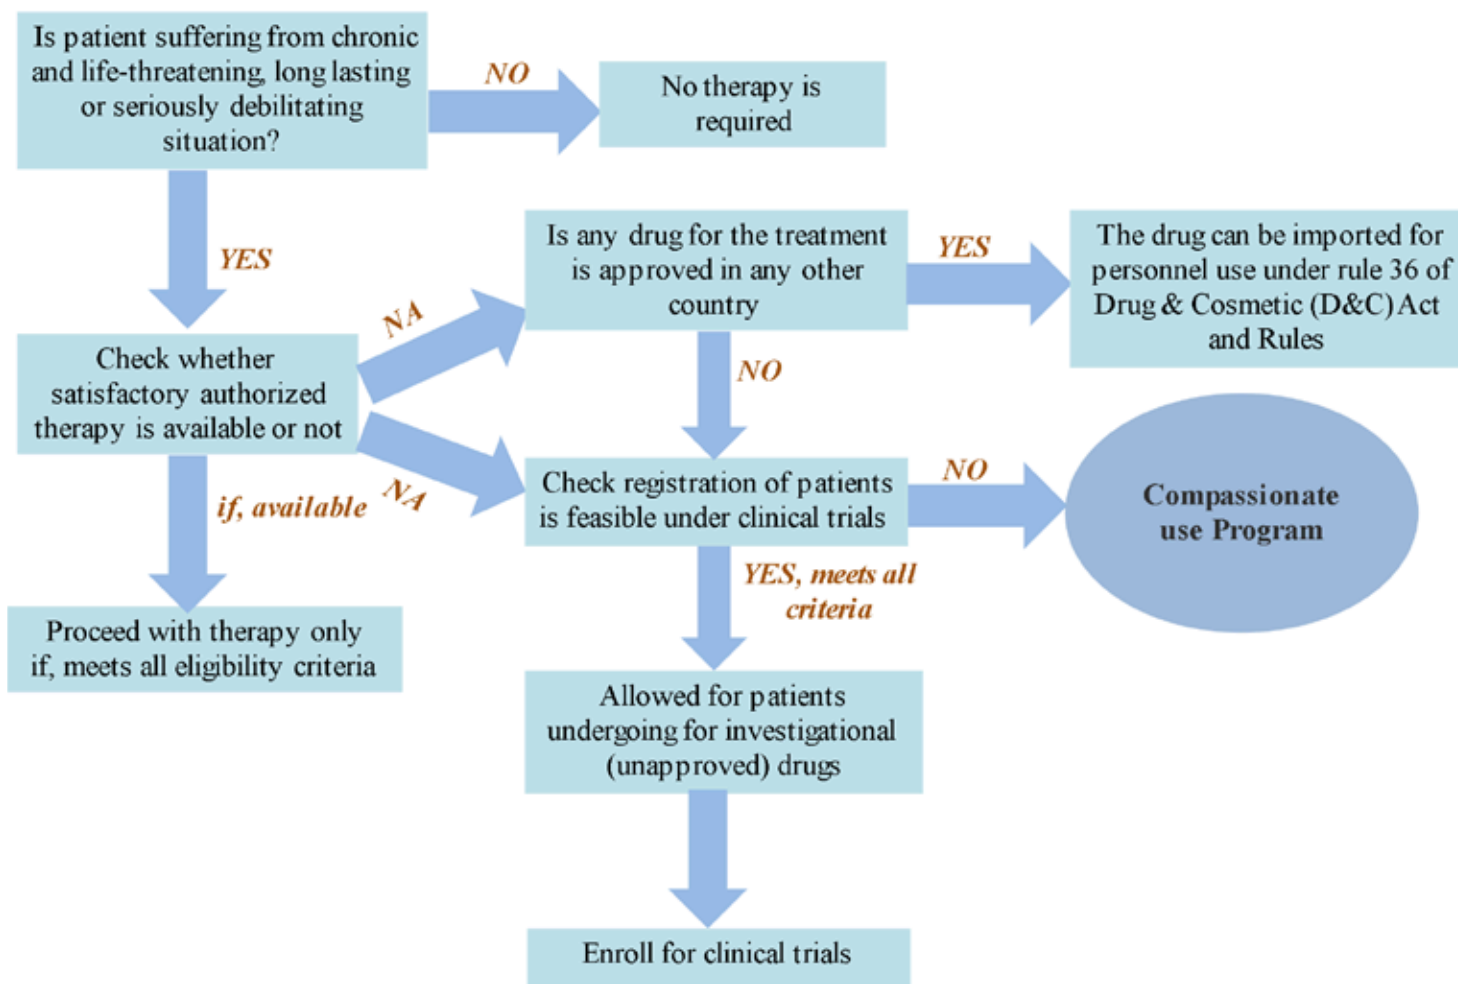 Is patient suffering from chronic
and life-threatening, long lasting
or seriously debilitating
situation?
NO
No therapy is
required
YES
Is any drug for the treatment
is approved in any other
country
YES
The drug can be imported for
personnel use under rule 36 of
Drug & Cosmetic (D&C) Act
and Rules
NA
Check whether
satisfactory authorized
therapy is available or not
NO
if, available
NA
Check registration of patients
is feasible under clinical trials
NO
Compassionate
use Program
YES, meets all
criteria
Proceed with therapy only
if, meets all eligibility criteria
Allowed for patients
undergoing for investigational
(unapproved) drugs
Enroll for clinical trials